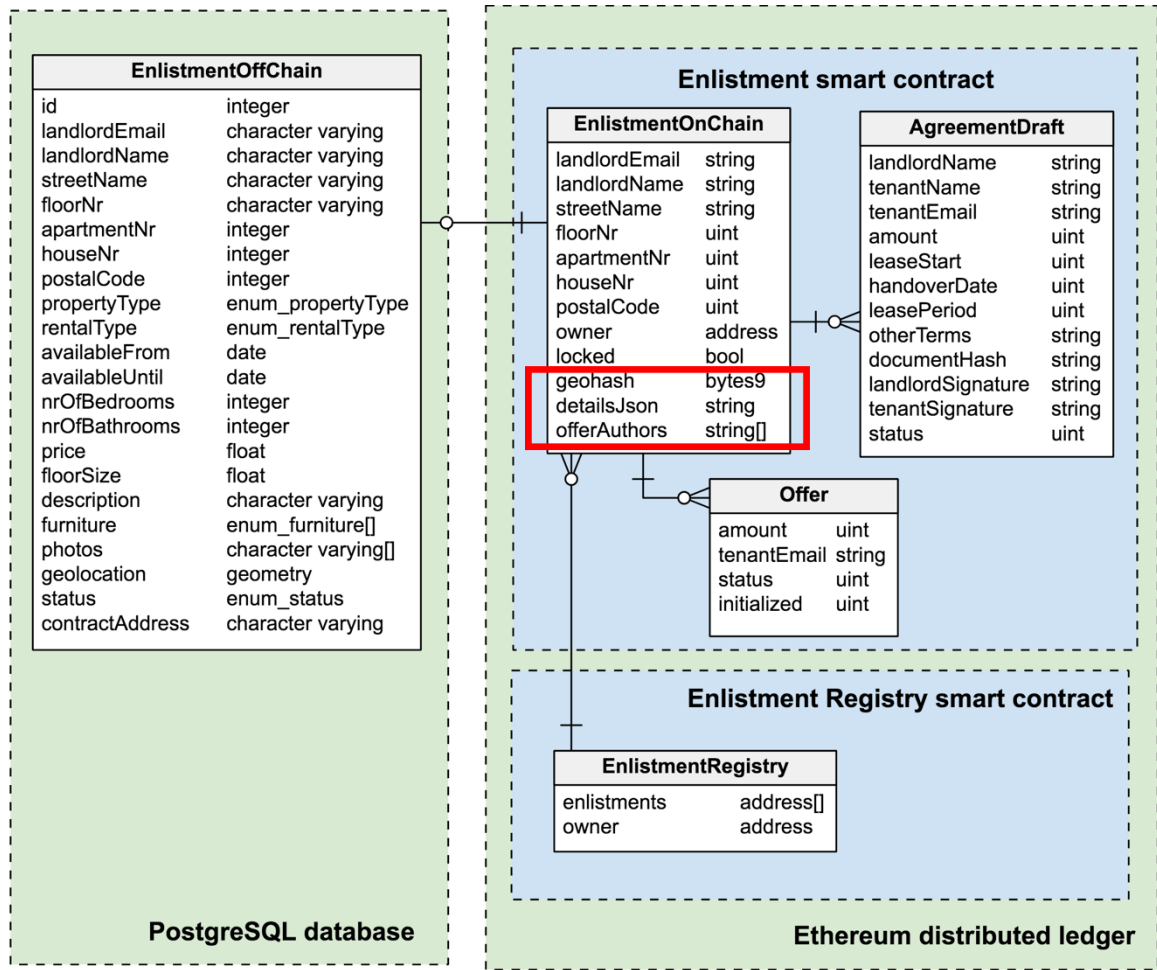 EnlistmentOffChain
id integer
landlordEmail character varying
landlordName character varying
streetName character varying
floorNr character varying
apartmentNr integer
houseNr integer
postalCode integer
propertyType enum_propertyType
rentalType enum_rentalType
availableFrom date
availableUntil date
nrOfBedrooms integer
nrOfBathrooms integer
price float
floorSize float
description character varying
furniture enum_furniture[]
photos character varying[]
geolocation geometry
status enum_status
contractAddress character varying
PostgreSQL database
Enlistment smart contract
EnlistmentOnChain
landlordEmail string
landlordName string
streetName string
floorNr uint
apartmentNr uint
houseNr uint
postalCode uint
owner address
locked bool
geohash bytes9
detailsJson string
offerAuthors string[]
AgreementDraft
landlordName string
tenantName string
tenantEmail string
amount uint
leaseStart uint
handoverDate uint
leasePeriod uint
otherTerms string
documentHash string
landlordSignature string
tenantSignature string
status uint
Offer
amount uint
tenantEmail string
status uint
initialized uint
Enlistment Registry smart contract
EnlistmentRegistry
enlistments address[]
owner address
Ethereum distributed ledger